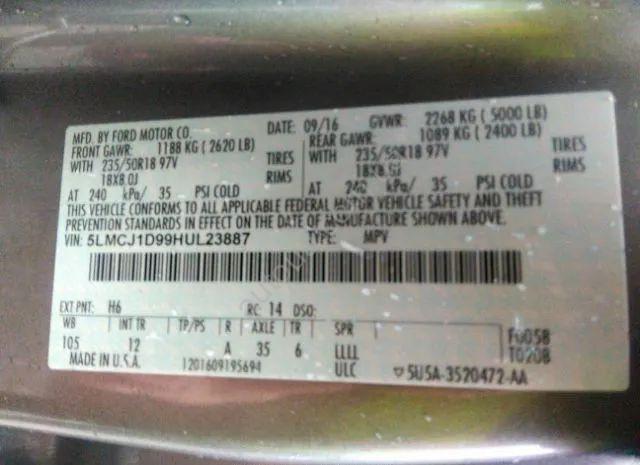 MFD. BY FORD MOTOR CO. DATE: 09/16 GVWR: 2268 KG ( 5000 LB)
FRONT GAWR: 1188 KG ( 2620 LB) REAR GAWR: 1089 KG ( 2400 LB)
WITH 235/50R18 97V TIRES WITH 235/50R18 97V TIRES
18X8.0J RIMS 18X8.0J RIMS
AT 240 kPa/ 35 PSI COLD AT 240 kPa/ 35 PSI COLD
THIS VEHICLE CONFORMS TO ALL APPLICABLE FEDERAL MOTOR VEHICLE SAFETY AND THEFT
PREVENTION STANDARDS IN EFFECT ON THE DATE OF MANUFACTURE SHOWN ABOVE.
VIN: 5LMCJ1D99HUL23887 TYPE: MPV
EXT PNT: H6 RC: 14 DSO:
WB INT TR TP/PS R AXLE TR SPR
105 12 A 35 6 LLLL F0058
MADE IN U.S.A. 1201609195694 ULC T0208
5U5A-3520472-AA